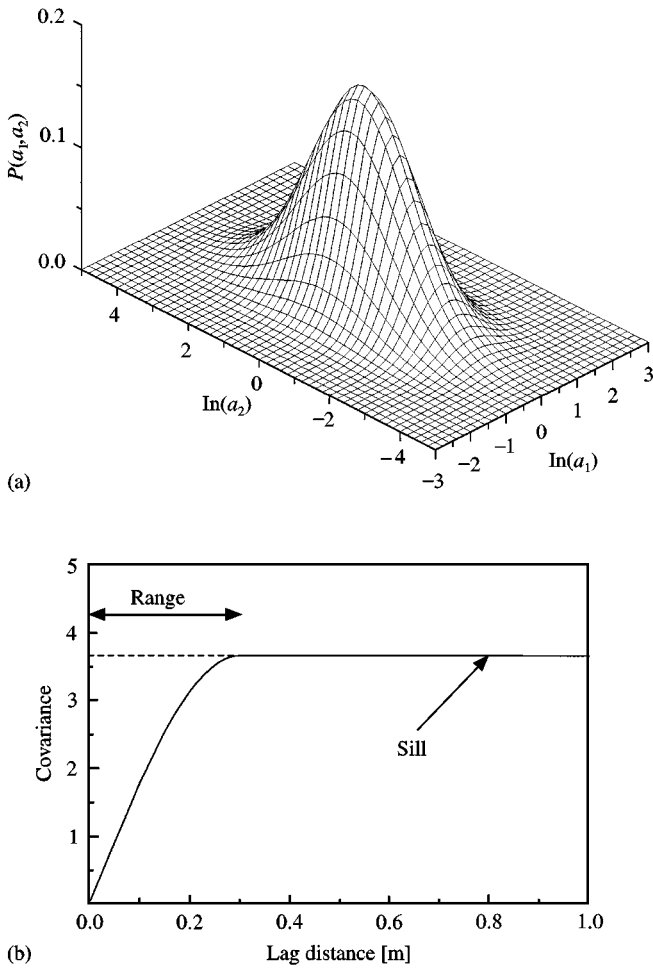 0.2
0.1
0.0
P(a₁,a₂)
4
2
0
−2
−4
ln(a₂)
3
2
1
0
−1
−2
−3
ln(a₁)
(a)
5
4
3
2
1
Covariance
Range
Sill
0.0 0.2 0.4 0.6 0.8 1.0
(b) Lag distance [m]